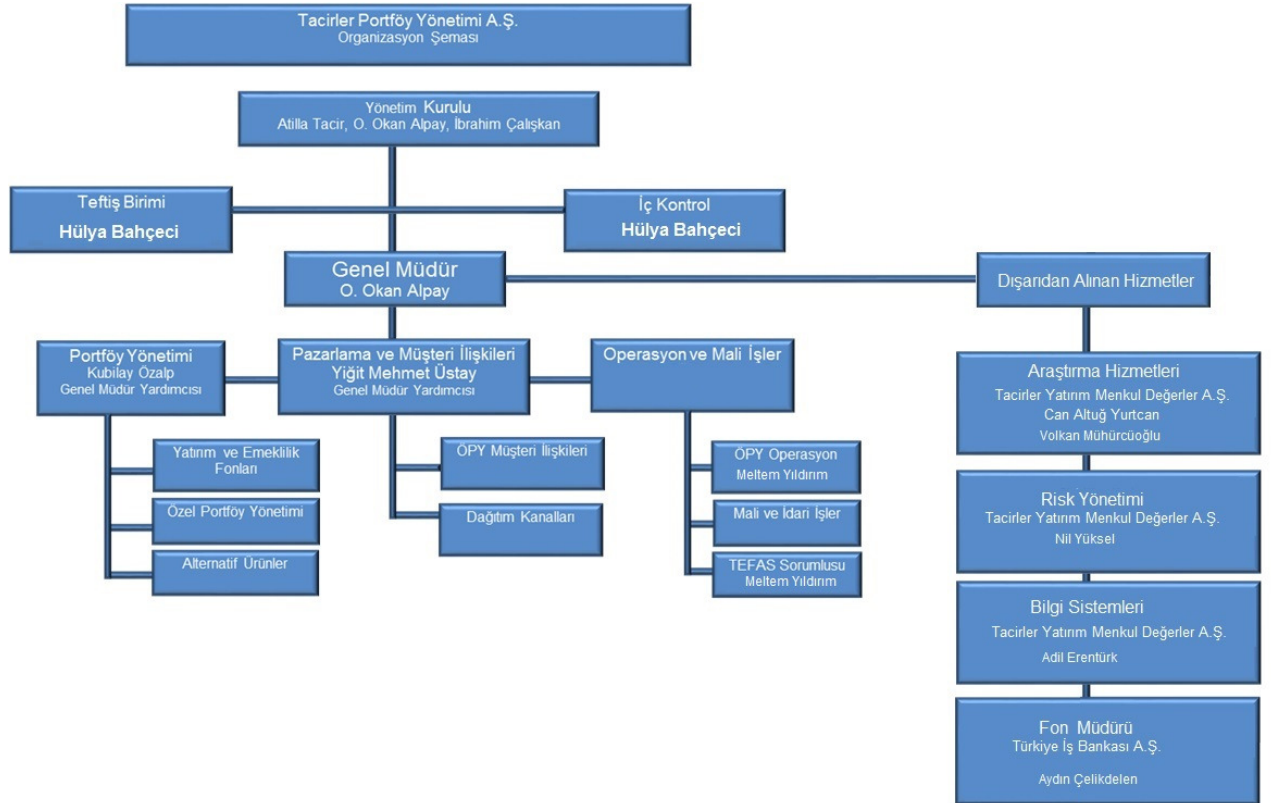 Tacirler Portföy Yönetimi A.Ş.
Organizasyon Şeması
Yönetim Kurulu
Atilla Tacir, O. Okan Alpay, İbrahim Çalışkan
Teftiş Birimi
Hülya Bahçeci
İç Kontrol
Hülya Bahçeci
Genel Müdür
O. Okan Alpay
Dışarıdan Alınan Hizmetler
Portföy Yönetimi
Kubilay Özalp
Genel Müdür Yardımcısı
Pazarlama ve Müşteri İlişkileri
Yiğit Mehmet Üstay
Genel Müdür Yardımcısı
Operasyon ve Mali İşler
Yatırım ve Emeklilik
Fonları
Özel Portföy Yönetimi
Alternatif Ürünler
ÖPY Müşteri İlişkileri
Dağıtım Kanalları
ÖPY Operasyon
Meltem Yıldırım
Mali ve İdari İşler
TEFAS Sorumlusu
Meltem Yıldırım
Araştırma Hizmetleri
Tacirler Yatırım Menkul Değerler A.Ş.
Can Altuğ Yurtcan
Volkan Mühürcüoğlu
Risk Yönetimi
Tacirler Yatırım Menkul Değerler A.Ş.
Nil Yüksel
Bilgi Sistemleri
Tacirler Yatırım Menkul Değerler A.Ş.
Adil Erentürk
Fon Müdürü
Türkiye İş Bankası A.Ş.
Aydın Çelikdelen